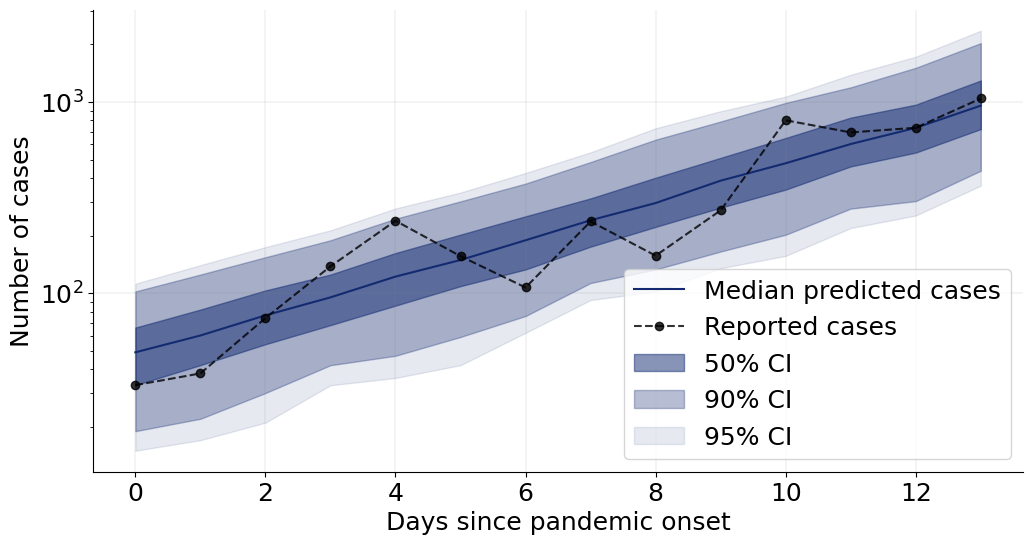 Number of cases
10³
10²
Median predicted cases
Reported cases
50% CI
90% CI
95% CI
0 2 4 6 8 10 12
Days since pandemic onset